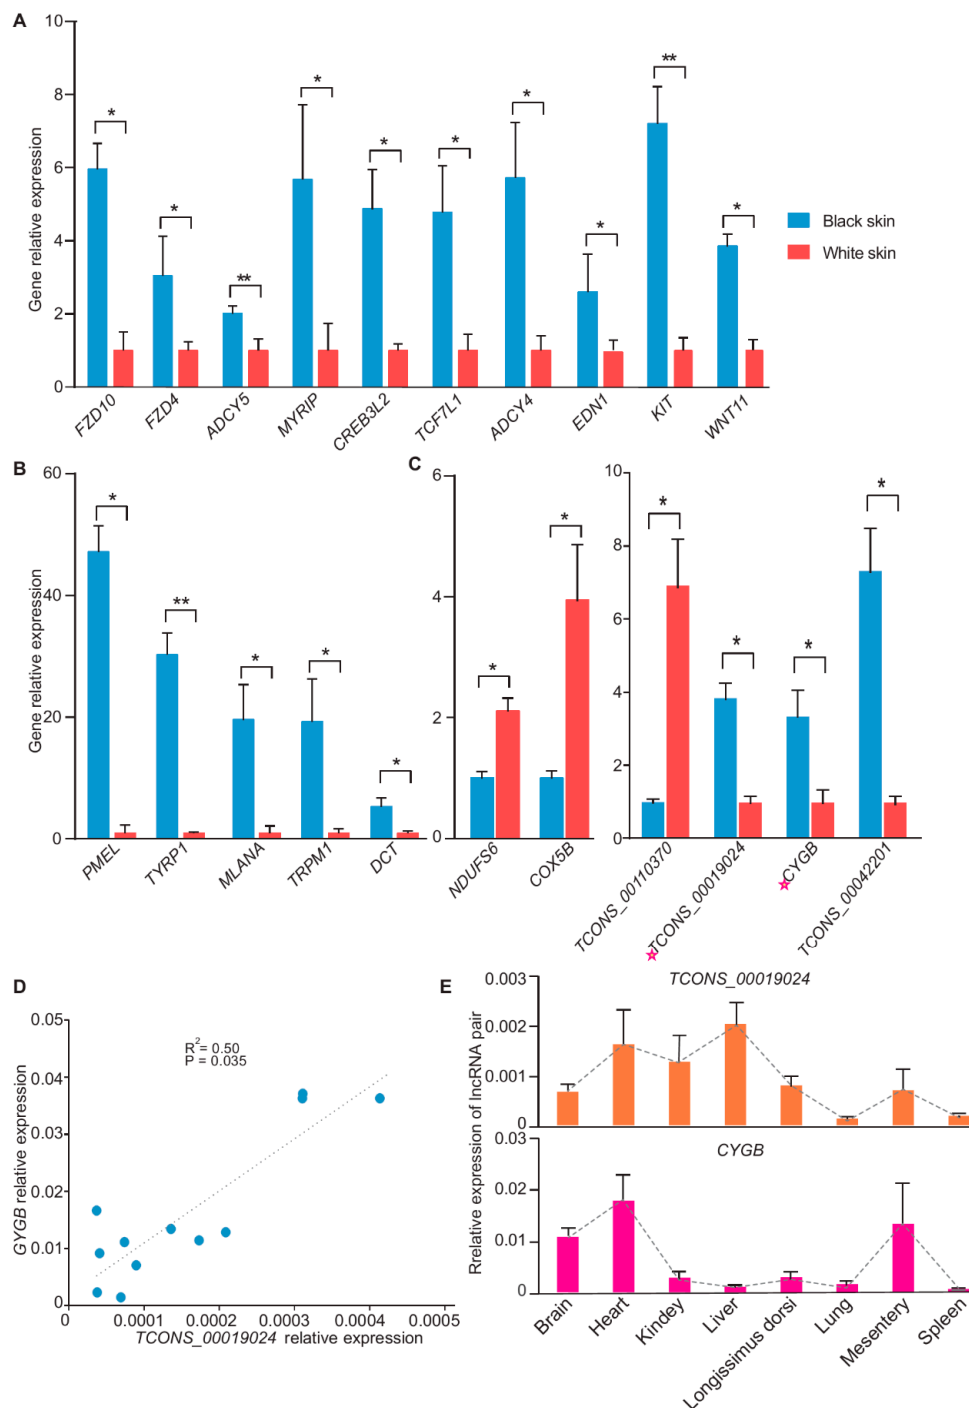 A
10
8
6
4
2
0
Gene relative expression
* * ** * * * * * ** *
Black skin
White skin
FZD10 FZD4 ADCY5 MYRIP CREB3L2 TCF7L1 ADCY4 EDN1 KIT WNT11
B
60
40
20
0
Gene relative expression
* ** * * *
PMEL TYRP1 MLANA TRPM1 DCT
C
6
4
2
0
* *
NDUFS6 COX5B
10
8
6
4
2
0
* * * *
TCONS_00110370 TCONS_00019024 CYGB TCONS_00042201
D
0.05
0.04
0.03
0.02
0.01
0
GYGB relative expression
R2= 0.50
P = 0.035
0 0.0001 0.0002 0.0003 0.0004 0.0005
TCONS_00019024 relative expression
E
Rrelative expression of lncRNA pair
TCONS_00019024
0.003
0.002
0.001
0
CYGB
0.03
0.02
0.01
0
Brain Heart Kindey Liver Longissimus dorsi Lung Mesentery Spleen